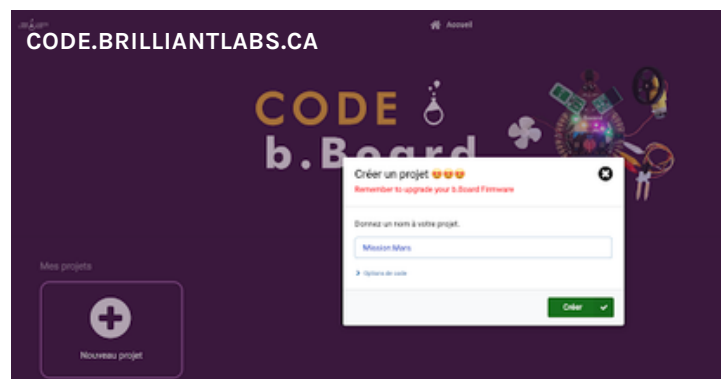 Accueil
CODE.BRILLIANTLABS.CA
CODE
b.Board
Créer un projet
Remember to upgrade your b.Board Firmware
Donnez un nom à votre projet.
Mission Mars
Options de code
Créer
Mes projets
Nouveau projet